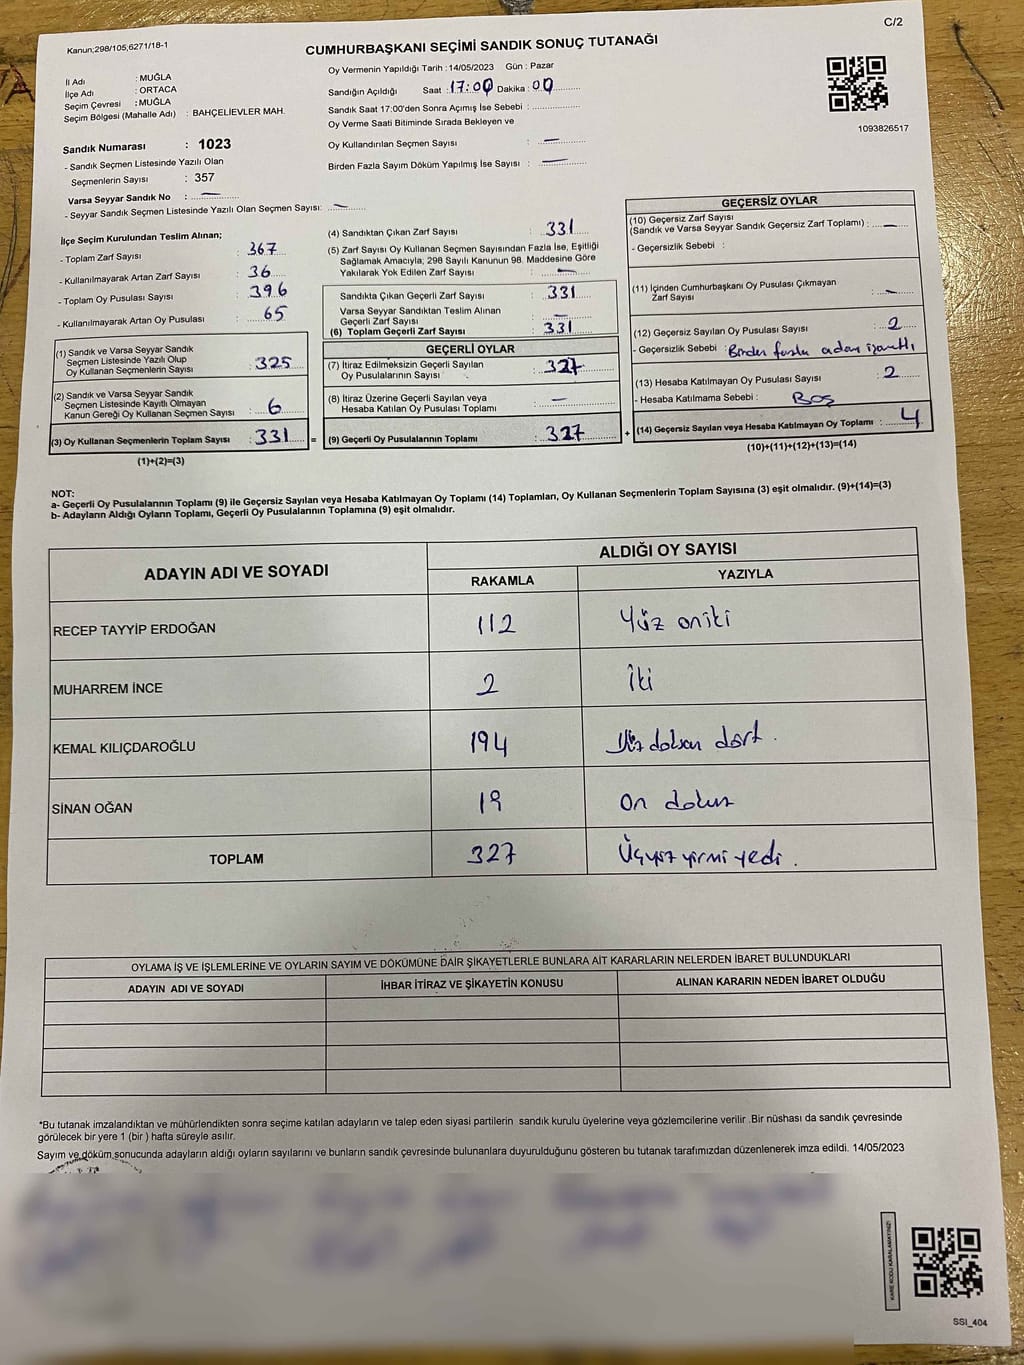 C/2
Kanun;298/105,6271/18-1
CUMHURBAŞKANI SEÇİMİ SANDIK SONUÇ TUTANAĞI
İl Adı : MUĞLA
İlçe Adı : ORTACA
Seçim Çevresi : MUĞLA
Seçim Bölgesi (Mahalle Adı) : BAHÇELİEVLER MAH.
Oy Vermenin Yapıldığı Tarih : 14/05/2023 Gün : Pazar
Sandığın Açıldığı Saat : 17:00 Dakika : 00
Sandık Saat 17:00'den Sonra Açımış İse Sebebi :
Oy Verme Saati Bitiminde Sırada Bekleyen ve
Oy Kullandırılan Seçmen Sayısı : —
Birden Fazla Sayım Döküm Yapılmış İse Sayısı : —
1093826517
Sandık Numarası : 1023
- Sandık Seçmen Listesinde Yazılı Olan
Seçmenlerin Sayısı : 357
Varsa Seyyar Sandık No : —
- Seyyar Sandık Seçmen Listesinde Yazılı Olan Seçmen Sayısı: —
İlçe Seçim Kurulundan Teslim Alınan;
- Toplam Zarf Sayısı : 367
- Kullanılmayarak Artan Zarf Sayısı : 36
- Toplam Oy Pusulası Sayısı : 396
- Kullanılmayarak Artan Oy Pusulası : 65
(1) Sandık ve Varsa Seyyar Sandık
Seçmen Listesinde Yazılı Olup
Oy Kullanan Seçmenlerin Sayısı : 325
(2) Sandık ve Varsa Seyyar Sandık
Seçmen Listesinde Kayıtlı Olmayan
Kanun Gereği Oy Kullanan Seçmen Sayısı : 6
(3) Oy Kullanan Seçmenlerin Toplam Sayısı : 331 =
(1)+(2)=(3)
(4) Sandıktan Çıkan Zarf Sayısı : 331
(5) Zarf Sayısı Oy Kullanan Seçmen Sayısından Fazla İse, Eşitliği
Sağlamak Amacıyla; 298 Sayılı Kanunun 98. Maddesine Göre
Yakılarak Yok Edilen Zarf Sayısı : —
Sandıkta Çıkan Geçerli Zarf Sayısı : 331
Varsa Seyyar Sandıktan Teslim Alınan
Geçerli Zarf Sayısı : —
(6) Toplam Geçerli Zarf Sayısı : 331
GEÇERLİ OYLAR
(7) İtiraz Edilmeksizin Geçerli Sayılan
Oy Pusulalarının Sayısı : 327
(8) İtiraz Üzerine Geçerli Sayılan veya
Hesaba Katılan Oy Pusulası Toplamı : —
(9) Geçerli Oy Pusulalarının Toplamı : 327 +
GEÇERSİZ OYLAR
(10) Geçersiz Zarf Sayısı
(Sandık ve Varsa Seyyar Sandık Geçersiz Zarf Toplamı) : —
- Geçersizlik Sebebi :
(11) İçinden Cumhurbaşkanı Oy Pusulası Çıkmayan
Zarf Sayısı : —
(12) Geçersiz Sayılan Oy Pusulası Sayısı : 2
- Geçersizlik Sebebi : Birden fazla adam işaretli
(13) Hesaba Katılmayan Oy Pusulası Sayısı : 2
- Hesaba Katılmama Sebebi : Boş
(14) Geçersiz Sayılan veya Hesaba Katılmayan Oy Toplamı : 4
(10)+(11)+(12)+(13)=(14)
NOT:
a- Geçerli Oy Pusulalarının Toplamı (9) ile Geçersiz Sayılan veya Hesaba Katılmayan Oy Toplamı (14) Toplamları, Oy Kullanan Seçmenlerin Toplam Sayısına (3) eşit olmalıdır. (9)+(14)=(3)
b- Adayların Aldığı Oyların Toplamı, Geçerli Oy Pusulalarının Toplamına (9) eşit olmalıdır.
ADAYIN ADI VE SOYADI ALDIĞI OY SAYISI
RAKAMLA YAZIYLA
RECEP TAYYİP ERDOĞAN 112 Yüz oniki
MUHARREM İNCE 2 İki
KEMAL KILIÇDAROĞLU 194 Yüz doksan dört .
SİNAN OĞAN 19 On dokuz
TOPLAM 327 Üçyüz yirmi yedi .
OYLAMA İŞ VE İŞLEMLERİNE VE OYLARIN SAYIM VE DÖKÜMÜNE DAİR ŞİKAYETLERLE BUNLARA AİT KARARLARIN NELERDEN İBARET BULUNDUKLARI
ADAYIN ADI VE SOYADI İHBAR İTİRAZ VE ŞİKAYETİN KONUSU ALINAN KARARIN NEDEN İBARET OLDUĞU
*Bu tutanak imzalandıktan ve mühürlendikten sonra seçime katılan adayların ve talep eden siyasi partilerin sandık kurulu üyelerine veya gözlemcilerine verilir .Bir nüshası da sandık çevresinde
görülecek bir yere 1 (bir ) hafta süreyle asılır.
Sayım ve döküm sonucunda adayların aldığı oyların sayılarını ve bunların sandık çevresinde bulunanlara duyurulduğunu gösteren bu tutanak tarafımızdan düzenlenerek imza edildi. 14/05/2023
KARE KODU KARALAMAYINIZ!
SSI_404